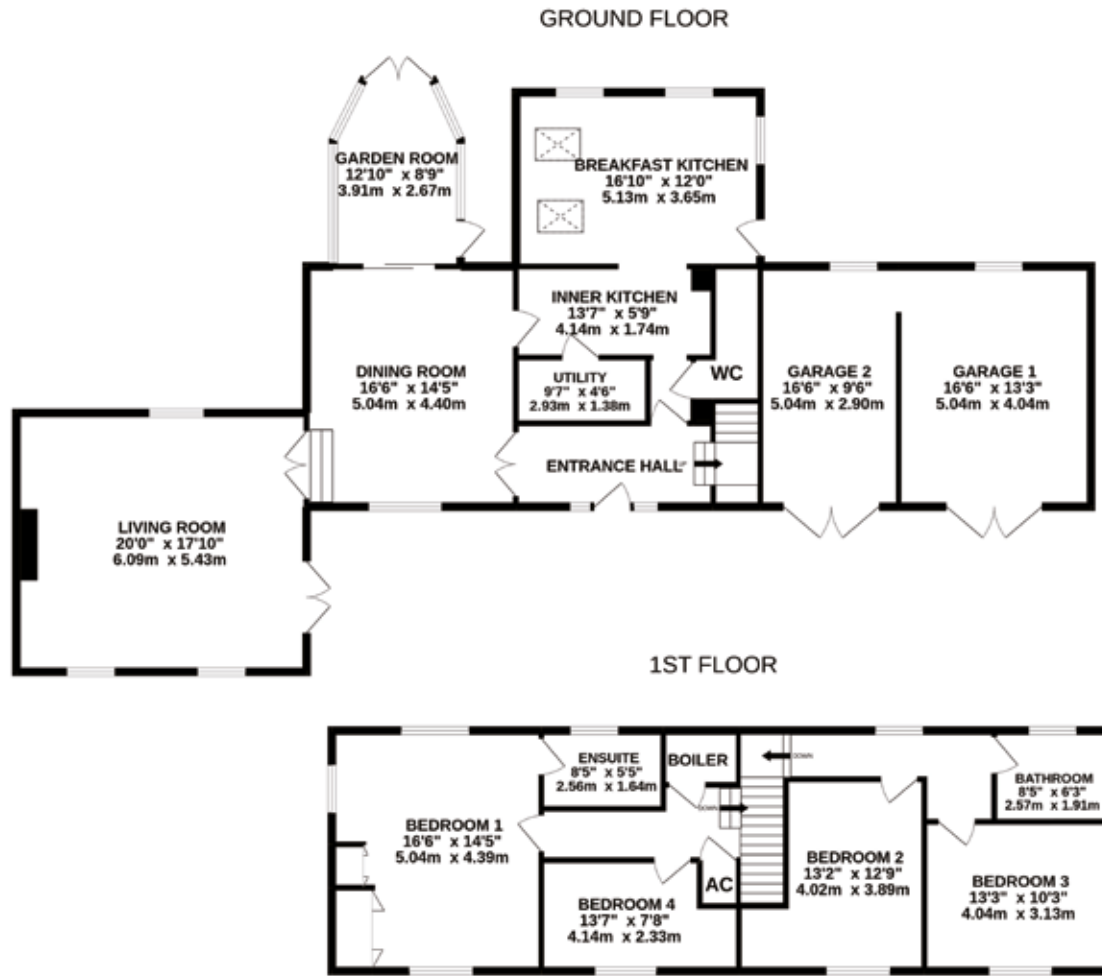 GROUND FLOOR
GARDEN ROOM
12'10" x 8'9"
3.91m x 2.67m
BREAKFAST KITCHEN
16'10" x 12'0"
5.13m x 3.65m
INNER KITCHEN
13'7" x 5'9"
4.14m x 1.74m
DINING ROOM
16'6" x 14'5"
5.04m x 4.40m
UTILITY
9'7" x 4'6"
2.93m x 1.38m
WC
GARAGE 2
16'6" x 9'6"
5.04m x 2.90m
GARAGE 1
16'6" x 13'3"
5.04m x 4.04m
ENTRANCE HALL
UP
LIVING ROOM
20'0" x 17'10"
6.09m x 5.43m
1ST FLOOR
ENSUITE
8'5" x 5'5"
2.56m x 1.64m
BOILER
DOWN
BATHROOM
8'5" x 6'3"
2.57m x 1.91m
DOWN
BEDROOM 1
16'6" x 14'5"
5.04m x 4.39m
BEDROOM 2
13'2" x 12'9"
4.02m x 3.89m
AC
BEDROOM 3
13'3" x 10'3"
4.04m x 3.13m
BEDROOM 4
13'7" x 7'8"
4.14m x 2.33m